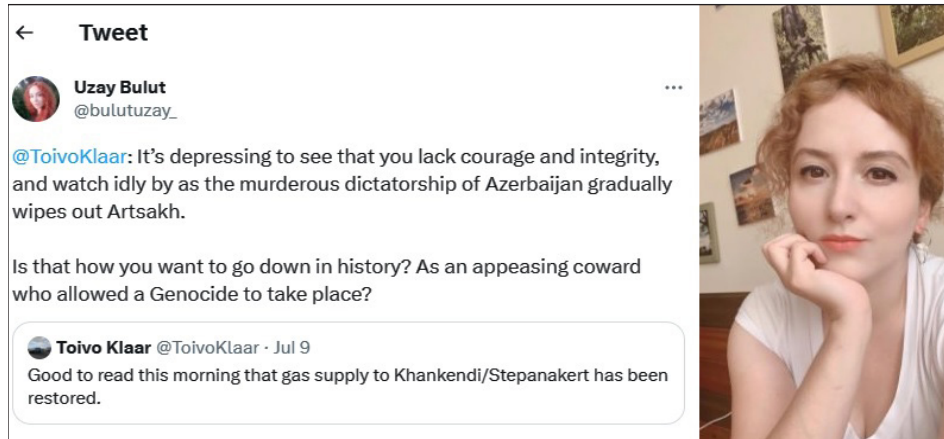 Tweet
Uzay Bulut
@bulutuzay_
@ToivoKlaar: It's depressing to see that you lack courage and integrity,
and watch idly by as the murderous dictatorship of Azerbaijan gradually
wipes out Artsakh.
Is that how you want to go down in history? As an appeasing coward
who allowed a Genocide to take place?
Toivo Klaar @ToivoKlaar · Jul 9
Good to read this morning that gas supply to Khankendi/Stepanakert has been
restored.